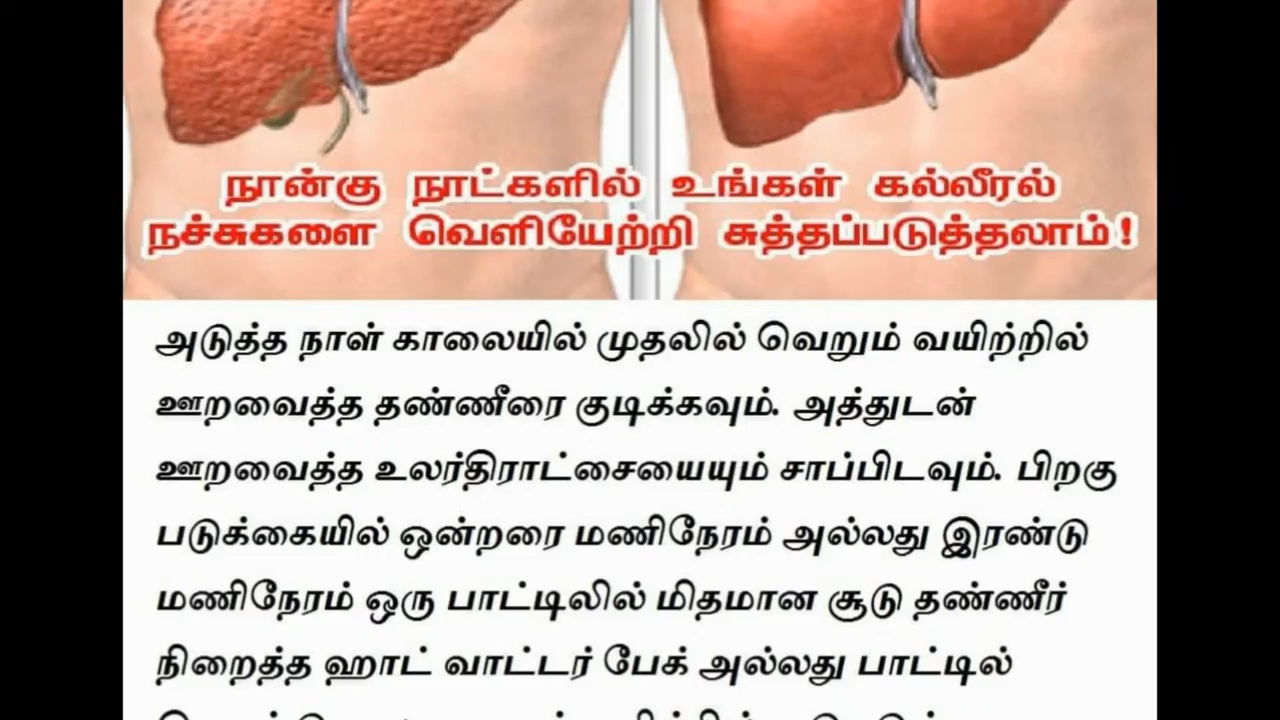 நான்கு நாட்களில் உங்கள் கல்லீரல்
நச்சுகளை வெளியேற்றி சுத்தப்படுத்தலாம்!
அடுத்த நாள் காலையில் முதலில் வெறும் வயிற்றில்
ஊறவைத்த தண்ணீரை குடிக்கவும். அத்துடன்
ஊறவைத்த உலர்திராட்சையையும் சாப்பிடவும். பிறகு
படுக்கையில் ஒன்றரை மணிநேரம் அல்லது இரண்டு
மணிநேரம் ஒரு பாட்டிலில் மிதமான சூடு தண்ணீர்
நிறைத்த ஹாட் வாட்டர் பேக் அல்லது பாட்டில்